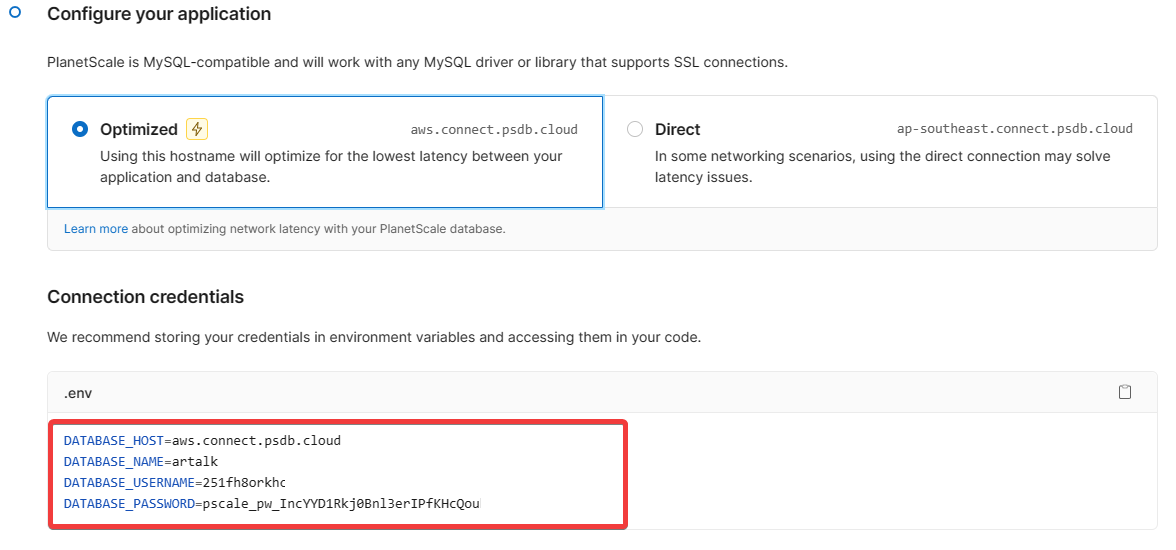 Configure your application
PlanetScale is MySQL-compatible and will work with any MySQL driver or library that supports SSL connections.
Optimized aws.connect.psdb.cloud
Using this hostname will optimize for the lowest latency between your
application and database.
Direct ap-southeast.connect.psdb.cloud
In some networking scenarios, using the direct connection may solve
latency issues.
Learn more about optimizing network latency with your PlanetScale database.
Connection credentials
We recommend storing your credentials in environment variables and accessing them in your code.
.env
DATABASE_HOST=aws.connect.psdb.cloud
DATABASE_NAME=artalk
DATABASE_USERNAME=251fh8orkhc
DATABASE_PASSWORD=pscale_pw_IncYYD1Rkj0Bnl3erIPfKHcQou